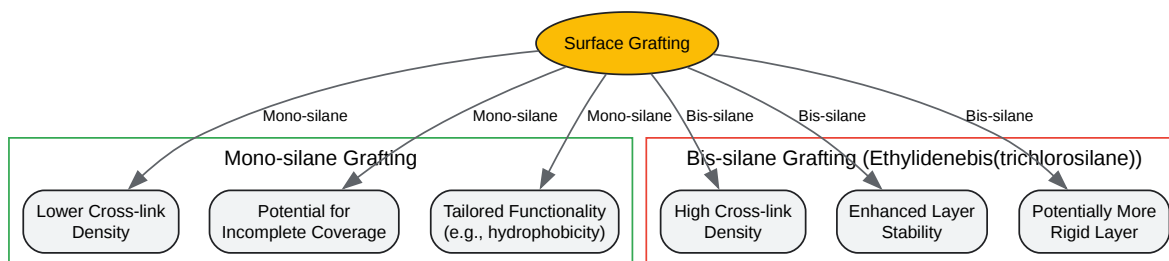 Surface Grafting
Mono-silane
Mono-silane
Mono-silane
Bis-silane
Bis-silane
Bis-silane
Mono-silane Grafting
Bis-silane Grafting (Ethylidenebis(trichlorosilane))
Lower Cross-link
Density
Potential for
Incomplete Coverage
Tailored Functionality
(e.g., hydrophobicity)
High Cross-link
Density
Enhanced Layer
Stability
Potentially More
Rigid Layer